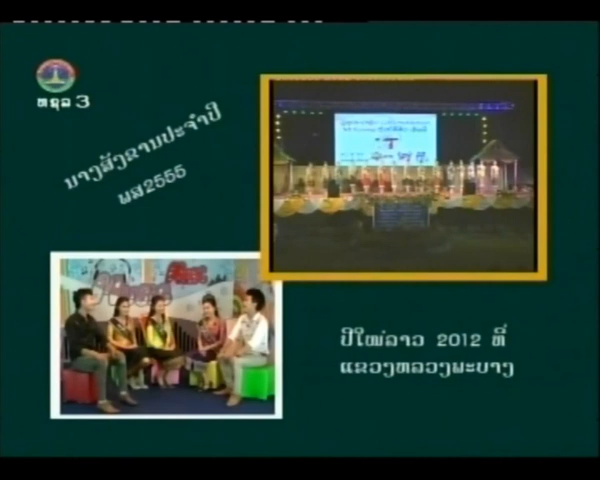 ທຊລ 3
ນາງສັງຂານປະຈຳປີ
ພສ2555
ປີໃໝ່ລາວ 2012 ທີ່
ແຂວງຫລວງພະບາງ